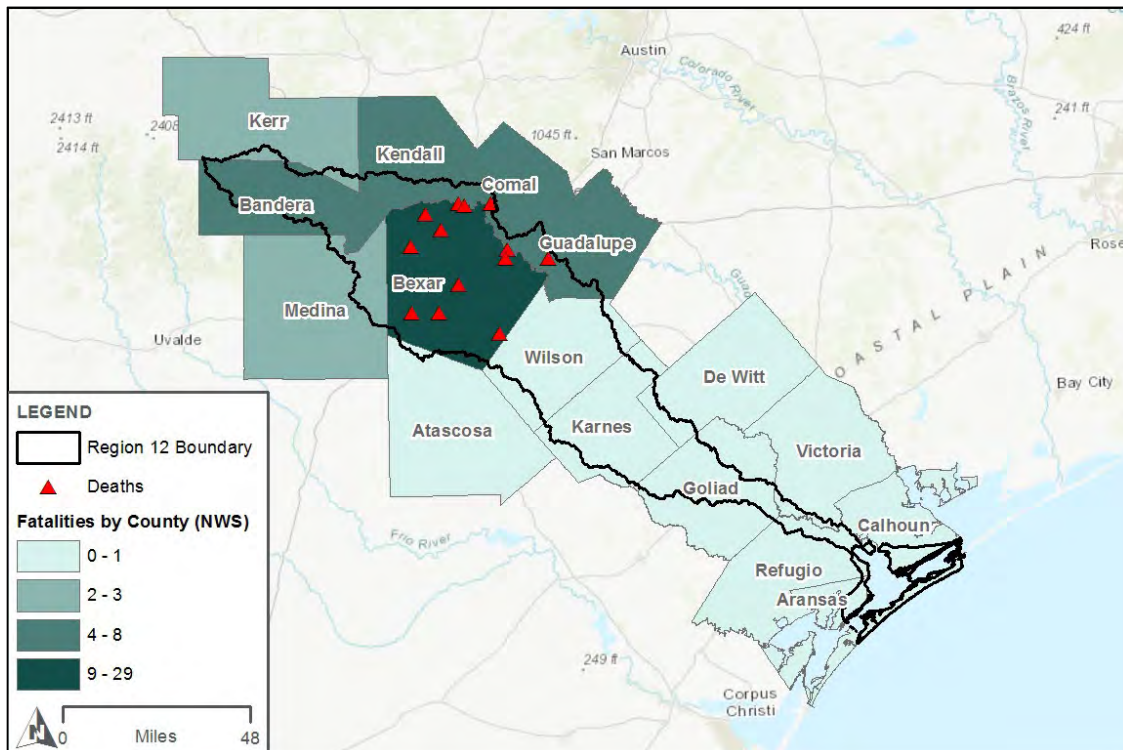 Austin
424 ft
Colorado River
Brazos River
2413 ft
2408
2414 ft
Kerr
1045 ft
241 ft
Kendall
San Marcos
Comal
Bandera
Guadalupe
Rose
Bexar
Guad
Medina
Uvalde
OASTAL PLAIN
Wilson
De Witt
Bay City
Atascosa
Karnes
Victoria
Goliad
Calhoun
Frio River
Refugio
Aransas
249 ft
Corpus
Christi
LEGEND
Region 12 Boundary
Deaths
Fatalities by County (NWS)
0 - 1
2 - 3
4 - 8
9 - 29
N
0 Miles 48